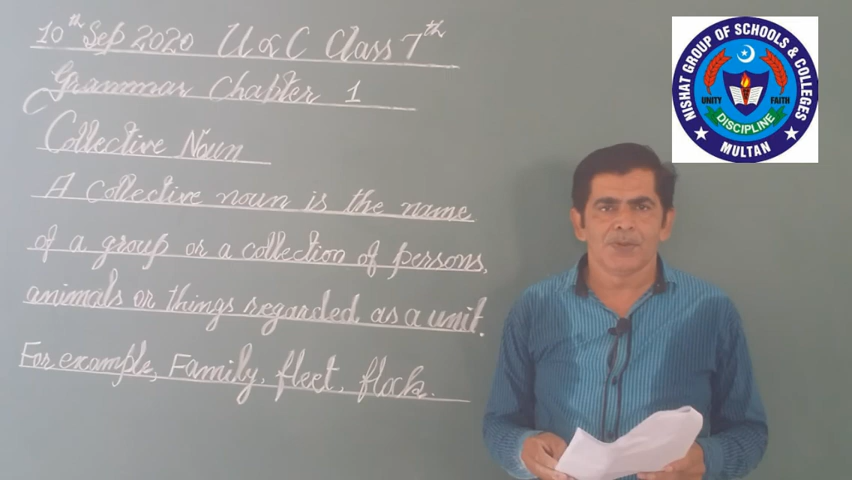 10th Sep 2020 U & C Class 7th
Grammar Chapter 1
Collective Noun
A collective noun is the name
of a group or a collection of persons,
animals or things regarded as a unit.
For example, Family, fleet, flock.
NISHAT GROUP OF SCHOOLS & COLLEGES
UNITY FAITH
DISCIPLINE
MULTAN